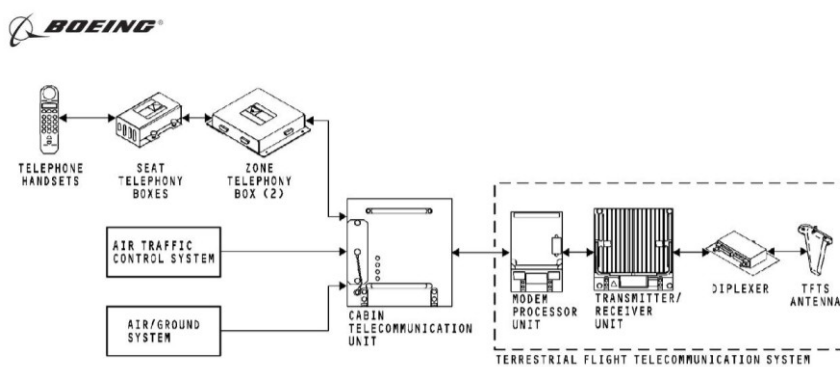 BOEING®
TELEPHONE
HANDSETS
SEAT
TELEPHONY
BOXES
ZONE
TELEPHONY
BOX (2)
AIR TRAFFIC
CONTROL SYSTEM
AIR/GROUND
SYSTEM
CABIN
TELECOMMUNICATION
UNIT
MODEM
PROCESSOR
UNIT
TRANSMITTER/
RECEIVER
UNIT
DIPLEXER
TFTS
ANTENNA
TERRESTRIAL FLIGHT TELECOMMUNICATION SYSTEM